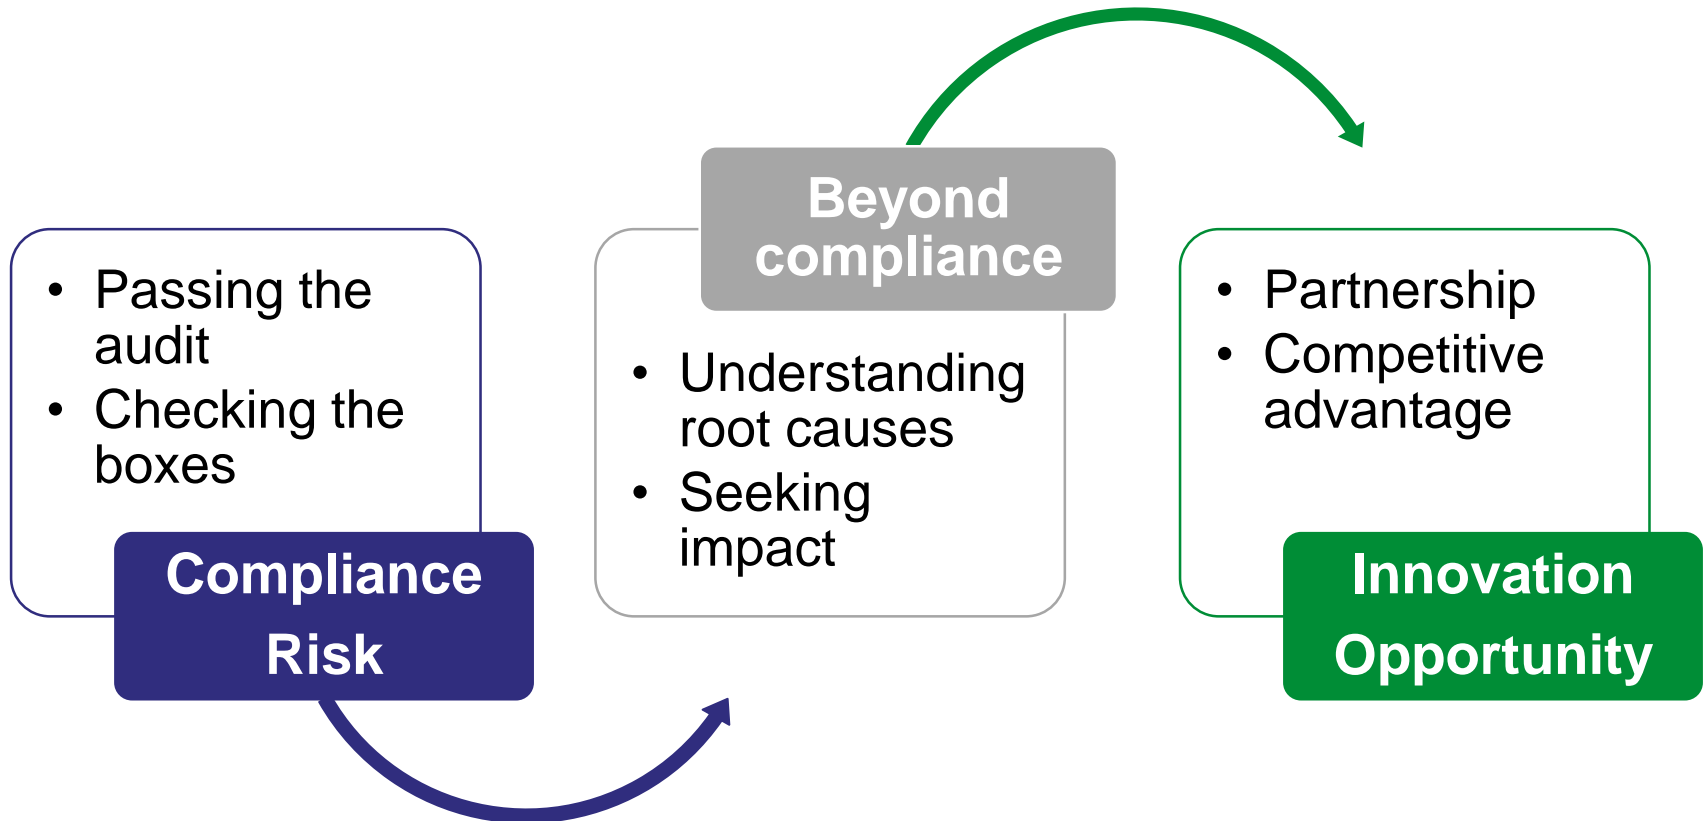 • Passing the
audit
• Checking the
boxes
Compliance
Risk
Beyond
compliance
• Understanding
root causes
• Seeking
impact
• Partnership
• Competitive
advantage
Innovation
Opportunity